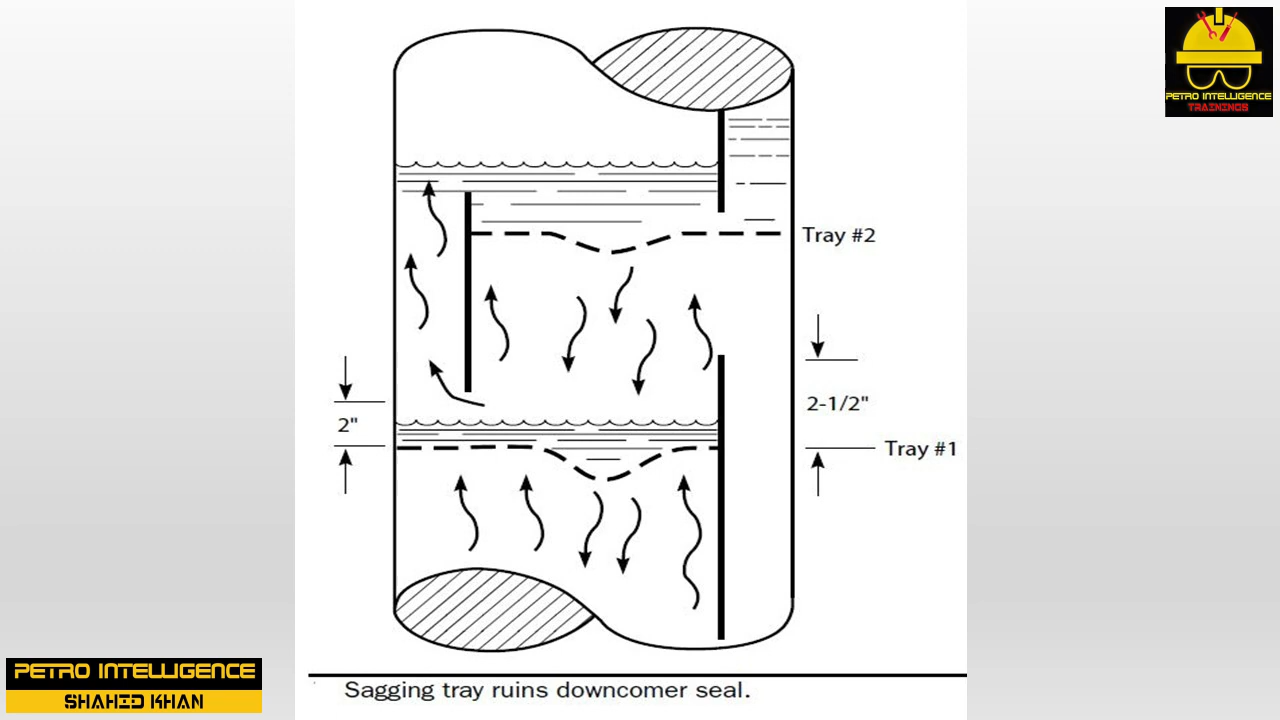 PETRO INTELLIGENCE
TRAININGS
Tray #2
2-1/2"
2"
Tray #1
Sagging tray ruins downcomer seal.
PETRO INTELLIGENCE
SHAHID KHAN